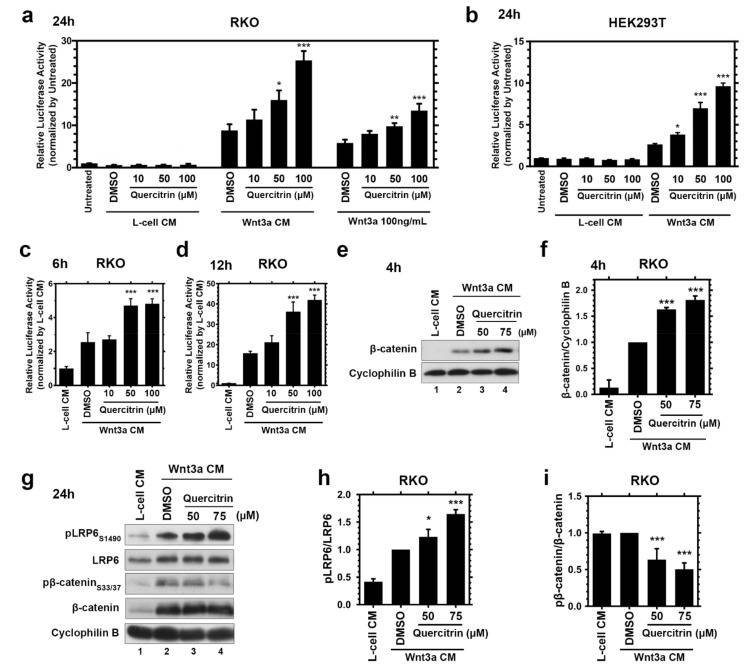 a 24h RKO
Relative Luciferase Activity
(normalized by Untreated)
30
20
10
0
*
***
**
***
Untreated
DMSO
10 50 100
Quercitrin (µM)
L-cell CM
DMSO
10 50 100
Quercitrin (µM)
Wnt3a CM
DMSO
10 50 100
Quercitrin (µM)
Wnt3a 100ng/mL
b 24h HEK293T
Relative Luciferase Activity
(normalized by Untreated)
15
10
5
0
*
***
***
Untreated
DMSO
10 50 100
Quercitrin (µM)
L-cell CM
DMSO
10 50 100
Quercitrin (µM)
Wnt3a CM
c 6h RKO
Relative Luciferase Activity
(normalized by L-cell CM)
6
4
2
0
***
***
L-cell CM
DMSO
10 50 100
Quercitrin (µM)
Wnt3a CM
d 12h RKO
Relative Luciferase Activity
(normalized by L-cell CM)
50
40
30
20
10
0
***
***
L-cell CM
DMSO
10 50 100
Quercitrin (µM)
Wnt3a CM
e 4h
L-cell CM
Wnt3a CM
DMSO
Quercitrin
50 75 (µM)
β-catenin
Cyclophilin B
1 2 3 4
f 4h RKO
β-catenin/Cyclophilin B
2.0
1.5
1.0
0.5
0.0
***
***
L-cell CM
DMSO
50 75
Quercitrin (µM)
Wnt3a CM
g 24h
L-cell CM
Wnt3a CM
DMSO
Quercitrin
50 75 (µM)
pLRP6S1490
LRP6
pβ-cateninS33/37
β-catenin
Cyclophilin B
1 2 3 4
h RKO
pLRP6/LRP6
2.0
1.5
1.0
0.5
0.0
*
***
L-cell CM
DMSO
50 75
Quercitrin (µM)
Wnt3a CM
i RKO
pβ-catenin/β-catenin
1.5
1.0
0.5
0.0
***
***
L-cell CM
DMSO
50 75
Quercitrin (µM)
Wnt3a CM